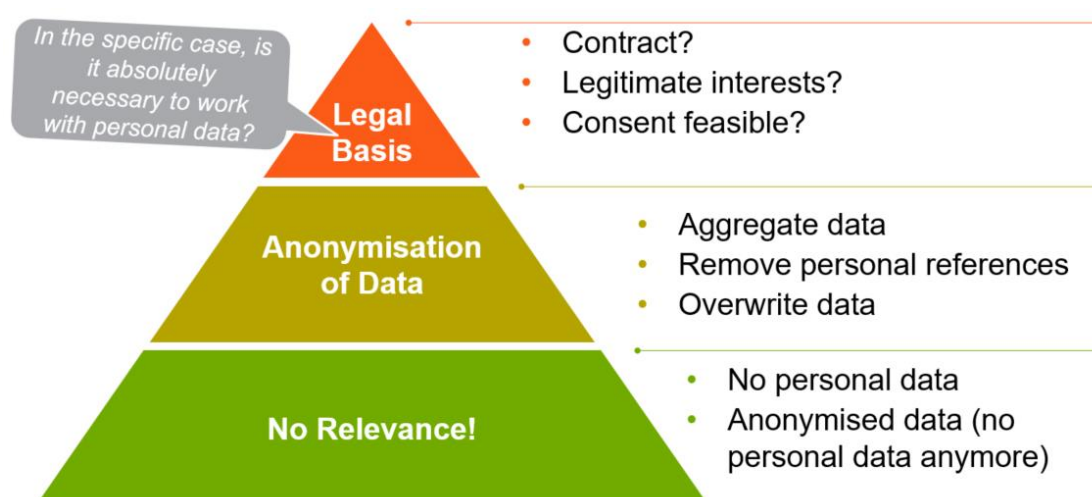 In the specific case, is
it absolutely
necessary to work
with personal data?
Legal
Basis
• Contract?
• Legitimate interests?
• Consent feasible?
Anonymisation
of Data
• Aggregate data
• Remove personal references
• Overwrite data
No Relevance!
• No personal data
• Anonymised data (no
personal data anymore)